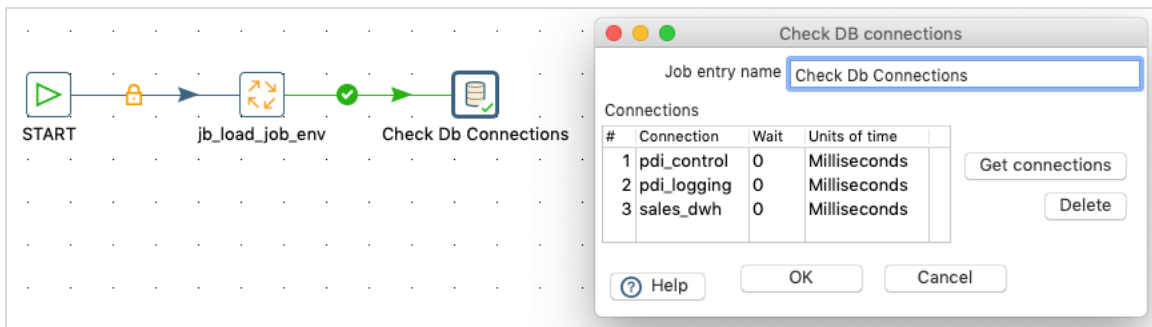 START
jb_load_job_env
Check Db Connections
Check DB connections
Job entry name Check Db Connections
Connections
# Connection Wait Units of time
1 pdi_control 0 Milliseconds
2 pdi_logging 0 Milliseconds
3 sales_dwh 0 Milliseconds
Get connections
Delete
? Help
OK
Cancel